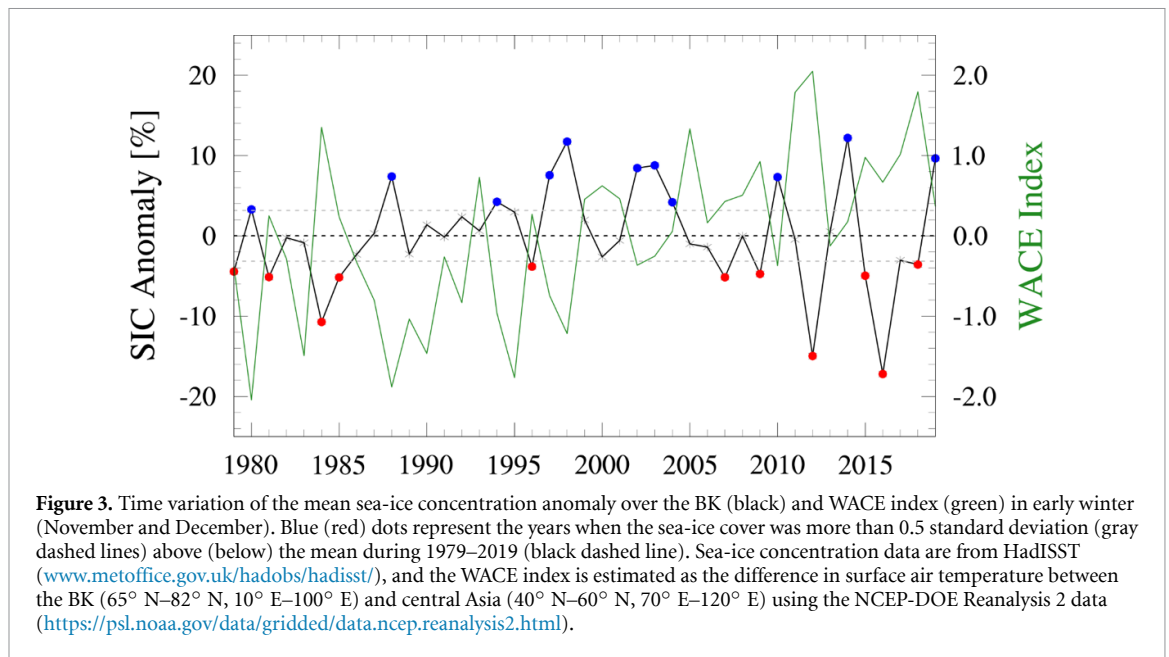 20
10
0
-10
-20
SIC Anomaly [%]
2.0
1.0
0.0
-1.0
-2.0
WACE Index
1980 1985 1990 1995 2000 2005 2010 2015
Figure 3. Time variation of the mean sea-ice concentration anomaly over the BK (black) and WACE index (green) in early winter
(November and December). Blue (red) dots represent the years when the sea-ice cover was more than 0.5 standard deviation (gray
dashed lines) above (below) the mean during 1979–2019 (black dashed line). Sea-ice concentration data are from HadISST
(www.metoffice.gov.uk/hadobs/hadisst/), and the WACE index is estimated as the difference in surface air temperature between
the BK (65° N–82° N, 10° E–100° E) and central Asia (40° N–60° N, 70° E–120° E) using the NCEP-DOE Reanalysis 2 data
(https://psl.noaa.gov/data/gridded/data.ncep.reanalysis2.html).